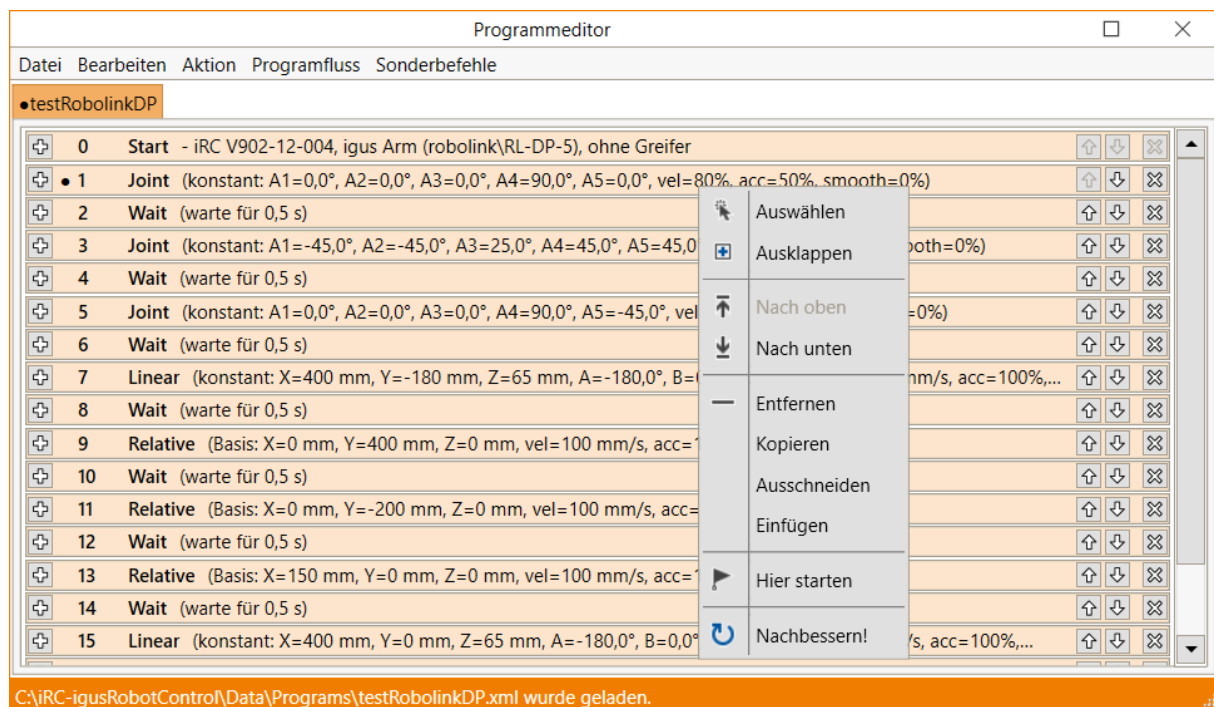 Programmeditor
Datei Bearbeiten Aktion Programfluss Sonderbefehle
•testRobolinkDP
0 Start - iRC V902-12-004, igus Arm (robolink\RL-DP-5), ohne Greifer
• 1 Joint (konstant: A1=0,0°, A2=0,0°, A3=0,0°, A4=90,0°, A5=0,0°, vel=80%, acc=50%, smooth=0%)
2 Wait (warte für 0,5 s)
3 Joint (konstant: A1=-45,0°, A2=-45,0°, A3=25,0°, A4=45,0°, A5=45,0 oth=0%)
4 Wait (warte für 0,5 s)
5 Joint (konstant: A1=0,0°, A2=0,0°, A3=0,0°, A4=90,0°, A5=-45,0°, vel =0%)
6 Wait (warte für 0,5 s)
7 Linear (konstant: X=400 mm, Y=-180 mm, Z=65 mm, A=-180,0°, B= m/s, acc=100%,...
8 Wait (warte für 0,5 s)
9 Relative (Basis: X=0 mm, Y=400 mm, Z=0 mm, vel=100 mm/s, acc=1
10 Wait (warte für 0,5 s)
11 Relative (Basis: X=0 mm, Y=-200 mm, Z=0 mm, vel=100 mm/s, acc=
12 Wait (warte für 0,5 s)
13 Relative (Basis: X=150 mm, Y=0 mm, Z=0 mm, vel=100 mm/s, acc=1
14 Wait (warte für 0,5 s)
15 Linear (konstant: X=400 mm, Y=0 mm, Z=65 mm, A=-180,0°, B=0,0° /s, acc=100%,...
Auswählen
Ausklappen
Nach oben
Nach unten
Entfernen
Kopieren
Ausschneiden
Einfügen
Hier starten
Nachbessern!
C:\iRC-igusRobotControl\Data\Programs\testRobolinkDP.xml wurde geladen.